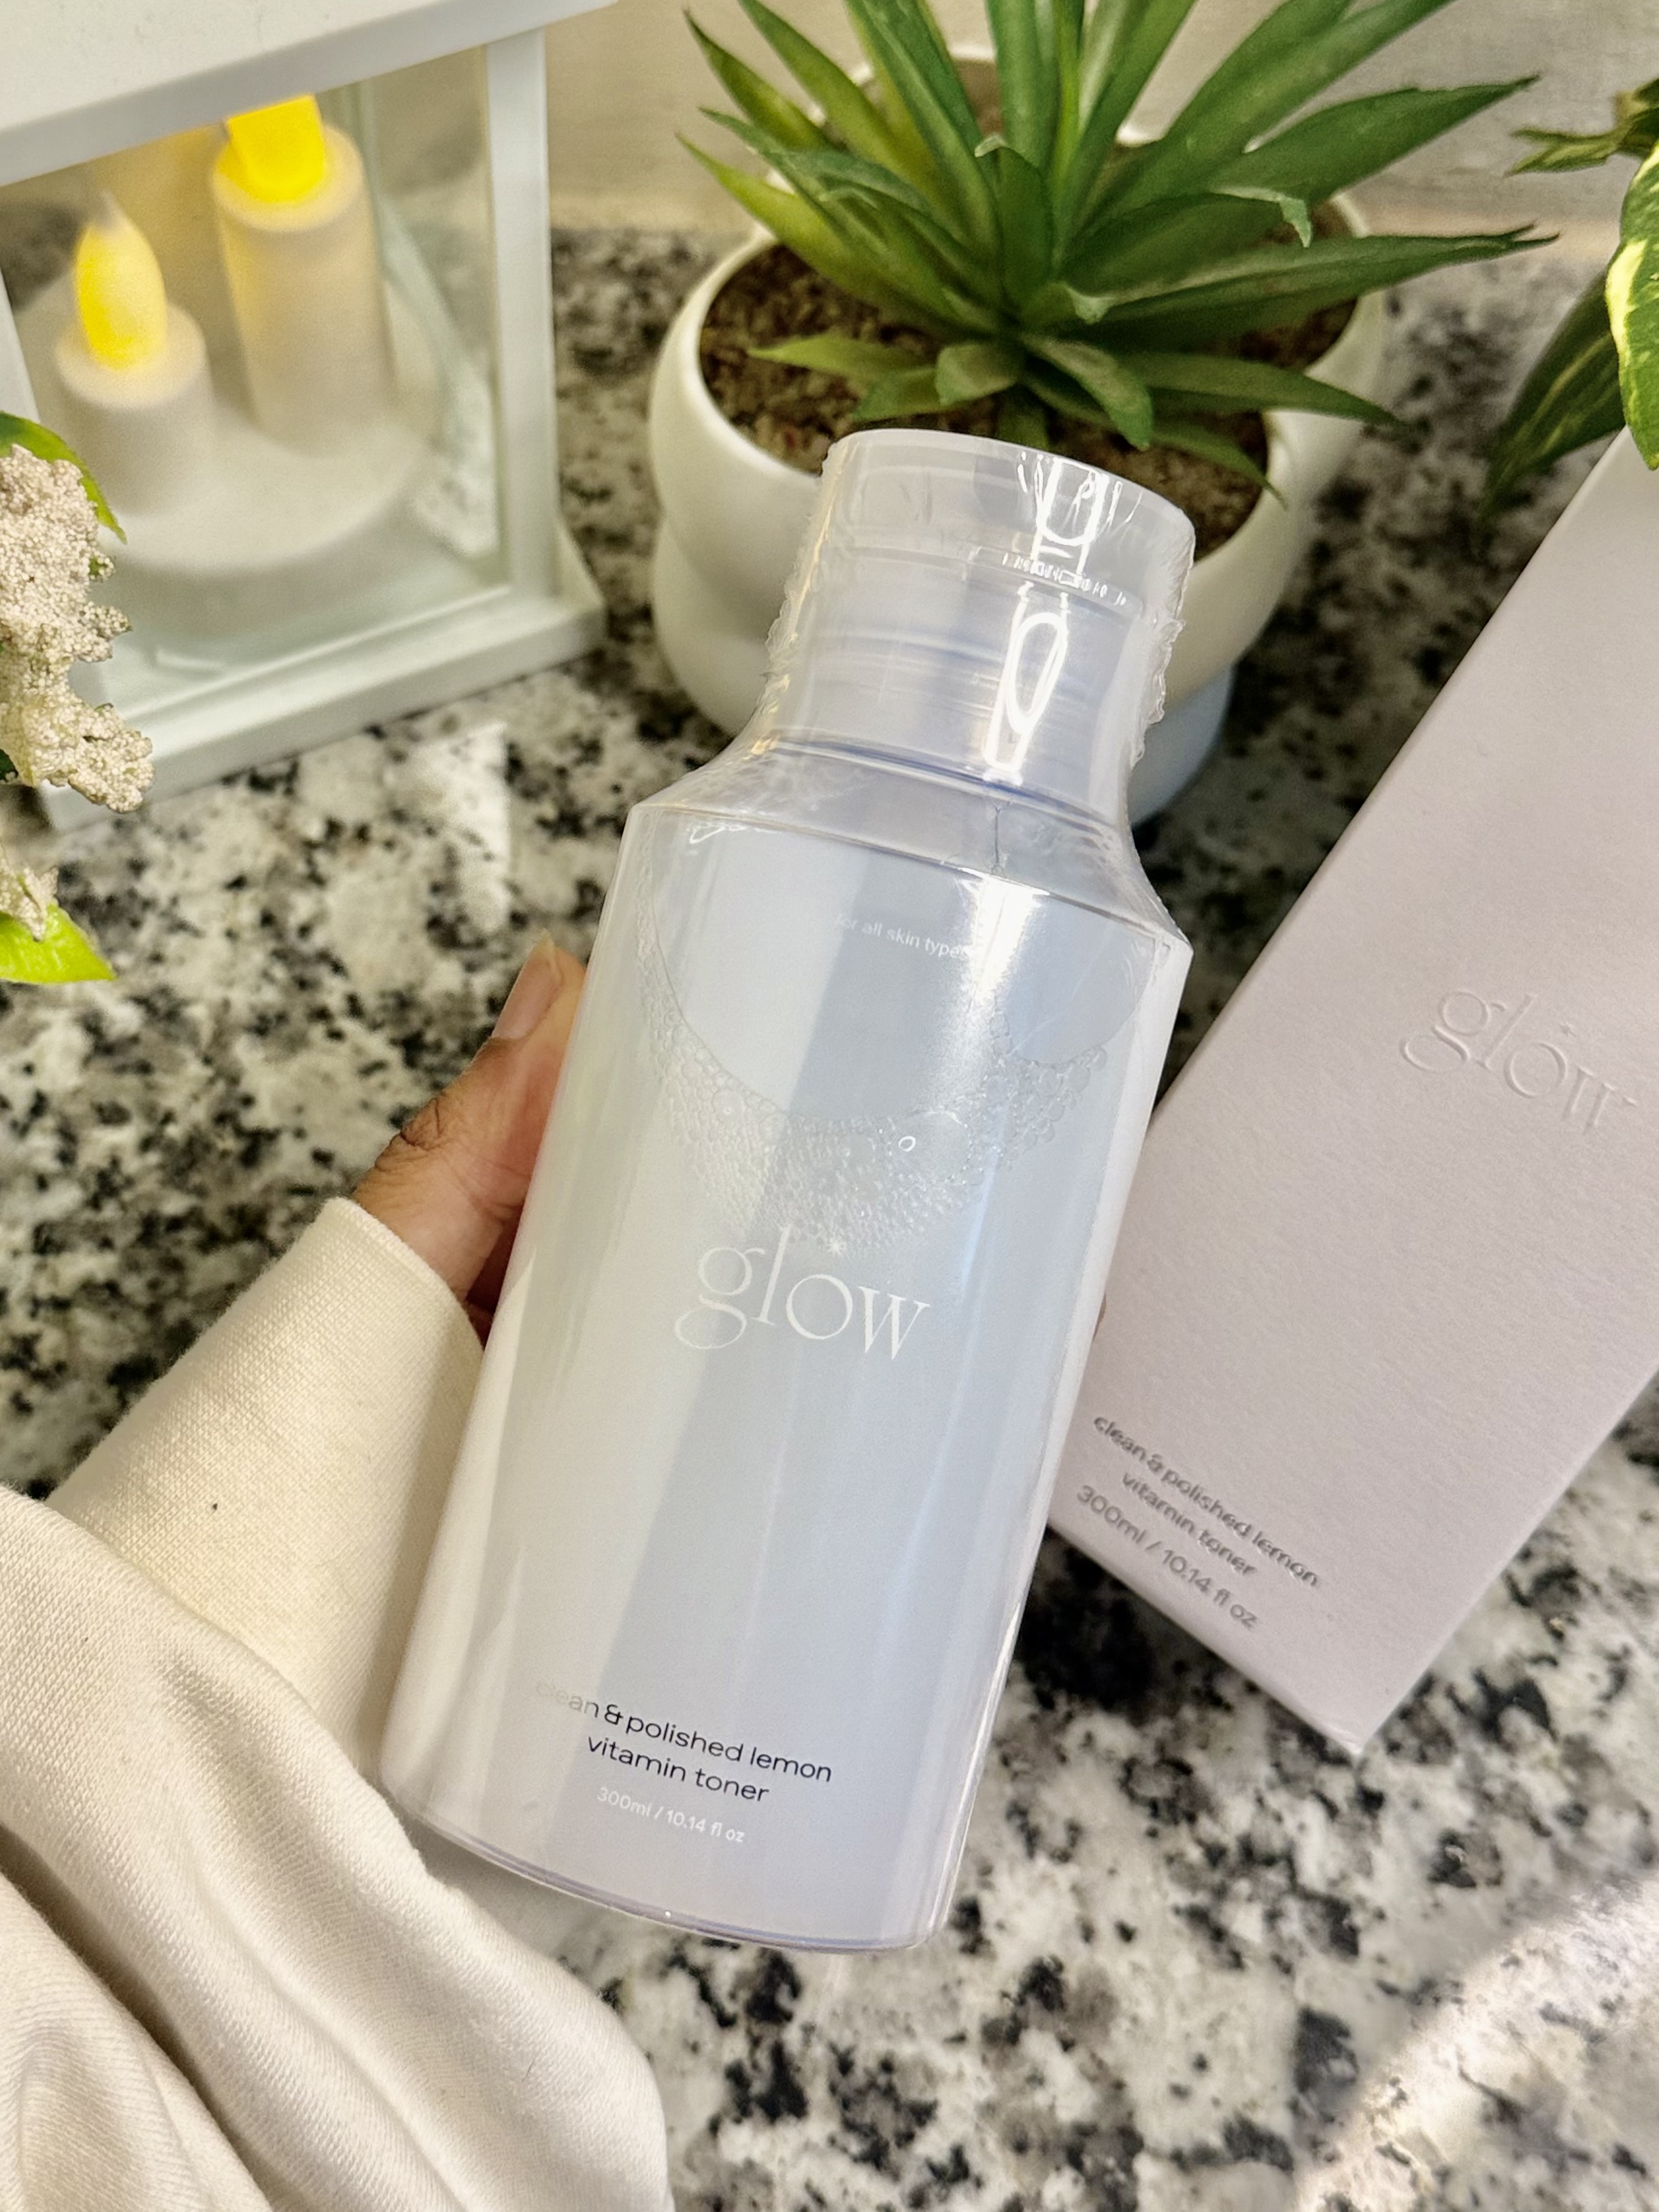 for all skin types
glow
clean & polished lemon
vitamin toner
300ml / 10.14 fl oz
glow
clean & polished lemon
vitamin toner
300ml / 10.14 fl oz